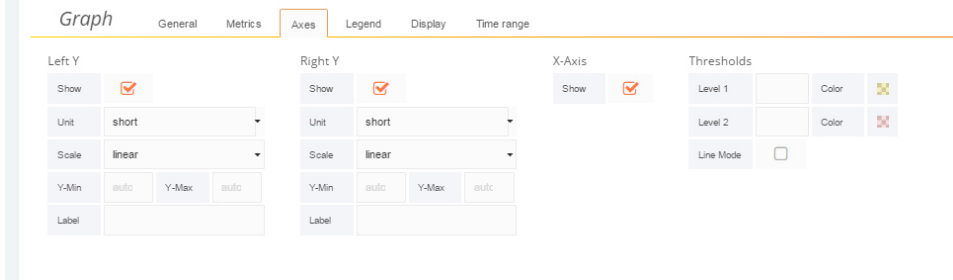 Graph General Metrics Axes Legend Display Time range
Left Y Right Y X-Axis Thresholds
Show Show Show Level 1 Color
Unit short Unit short Level 2 Color
Scale linear Scale linear Line Mode
Y-Min auto Y-Max auto Y-Min auto Y-Max auto
Label Label